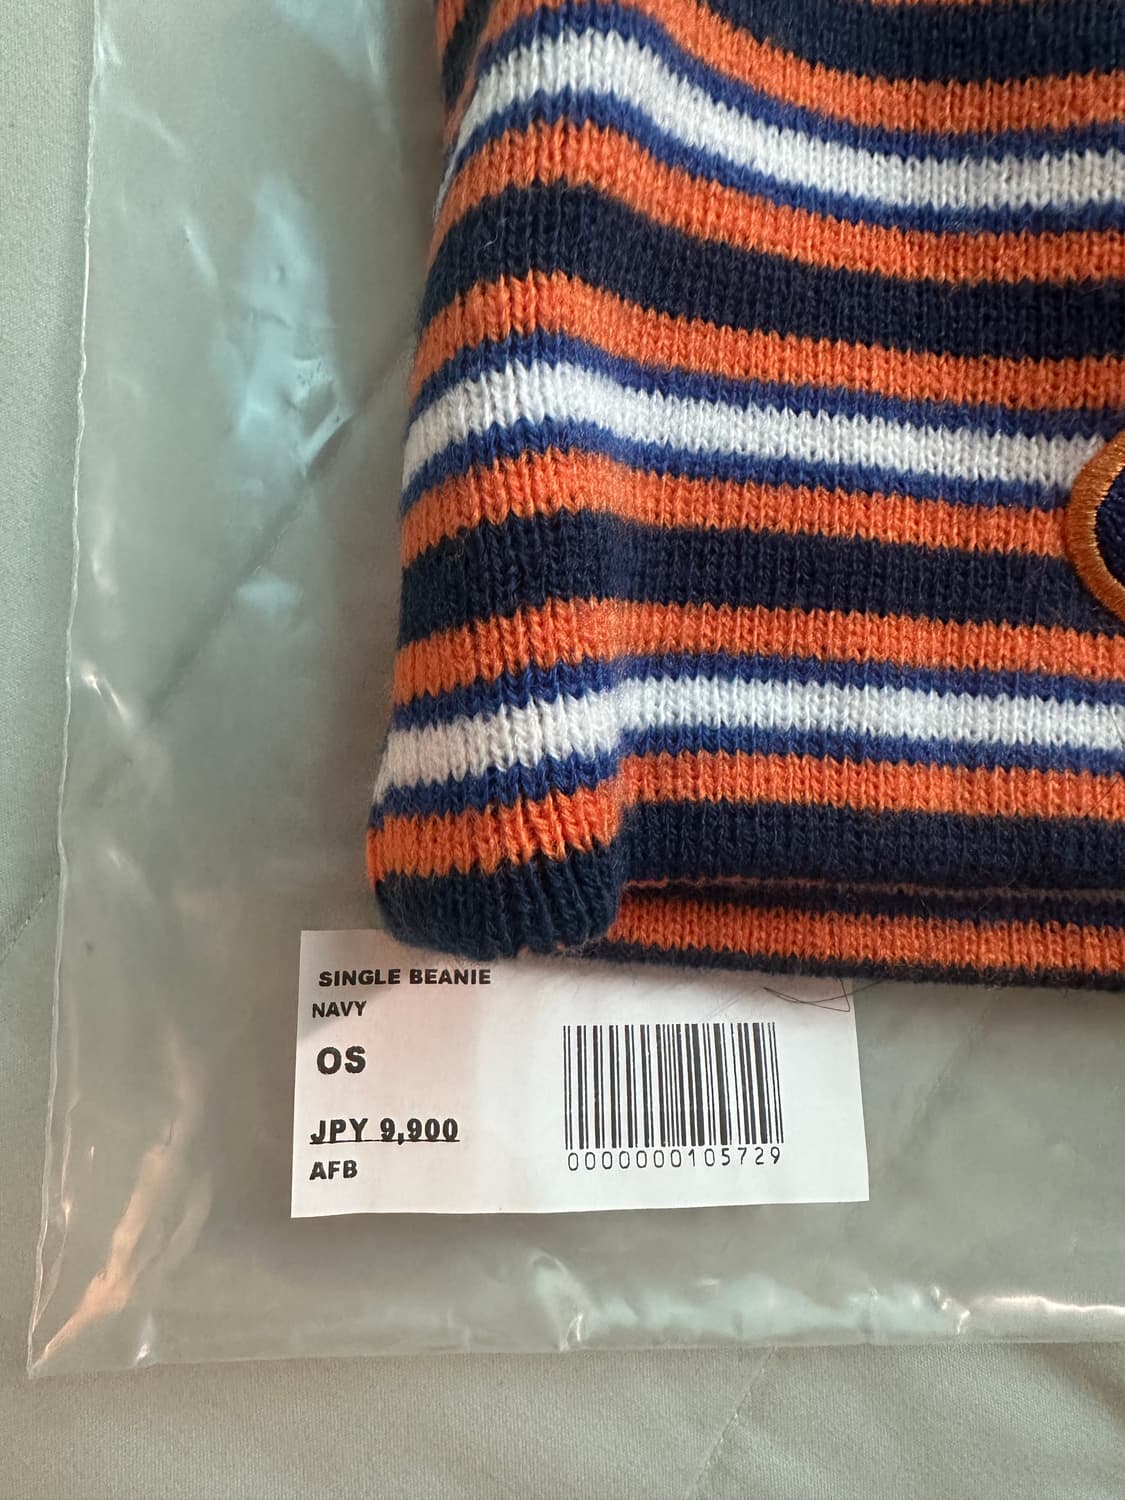 SINGLE BEANIE
NAVY
OS
JPY 9,900
AFB
0000000105729